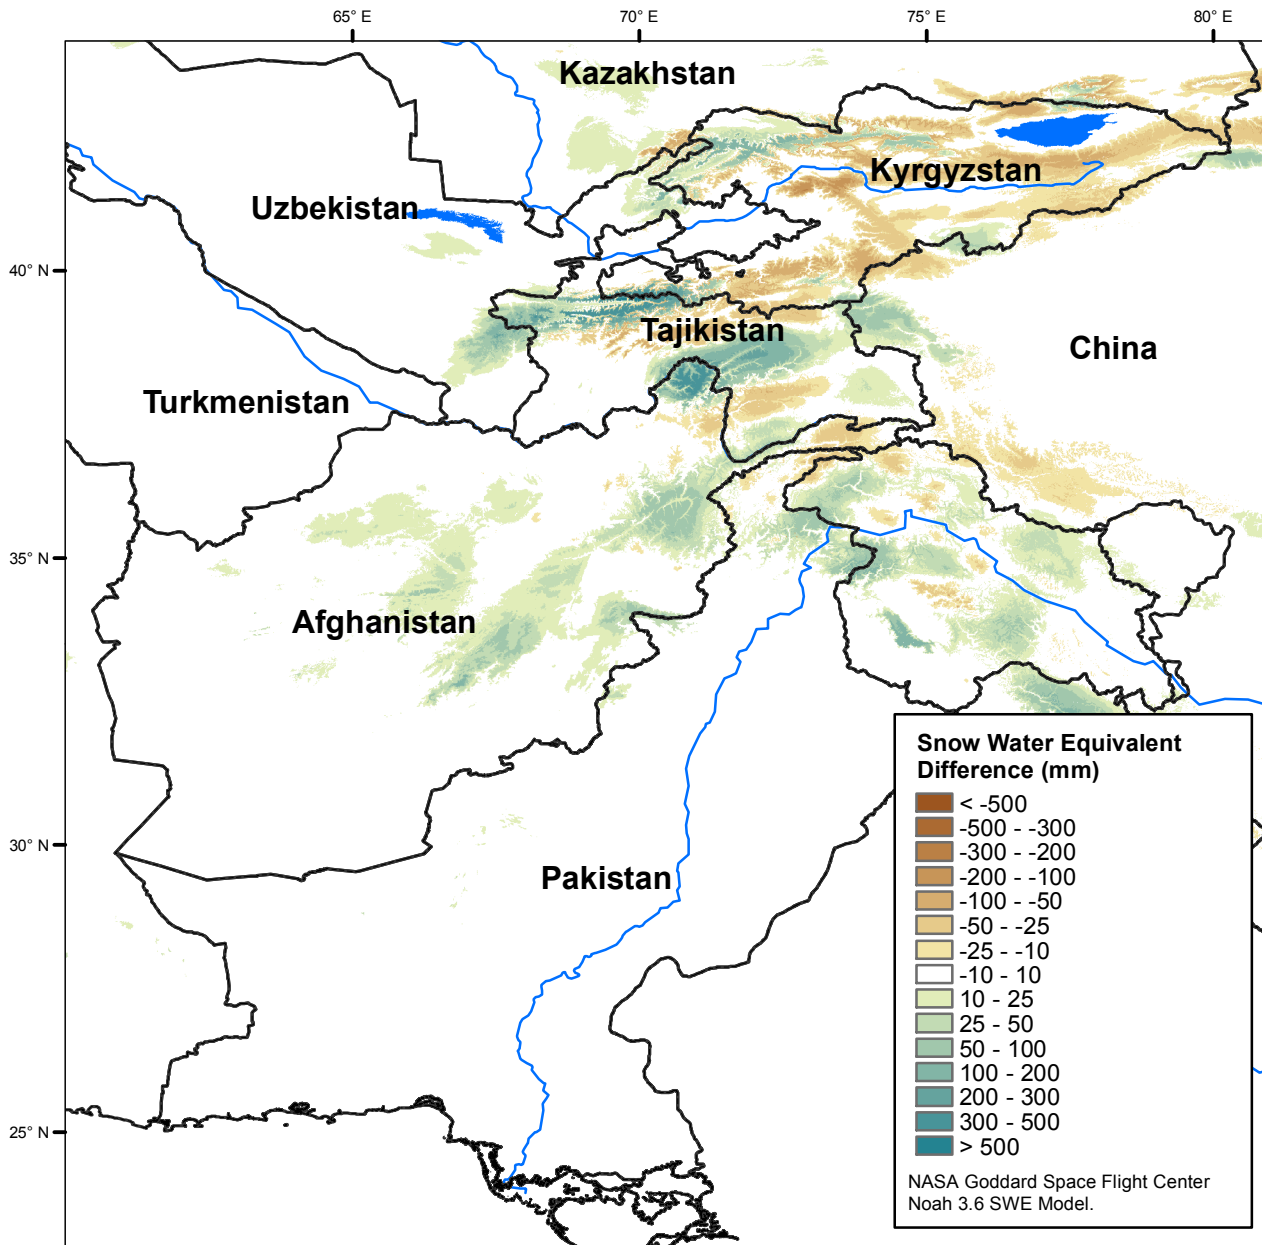 65° E
70° E
75° E
80° E
Kazakhstan
Kyrgyzstan
Uzbekistan
40° N
Tajikistan
China
Turkmenistan
35° N
Afghanistan
30° N
Pakistan
25° N
Snow Water Equivalent
Difference (mm)
< -500
-500 - -300
-300 - -200
-200 - -100
-100 - -50
-50 - -25
-25 - -10
-10 - 10
10 - 25
25 - 50
50 - 100
100 - 200
200 - 300
300 - 500
> 500
NASA Goddard Space Flight Center
Noah 3.6 SWE Model.